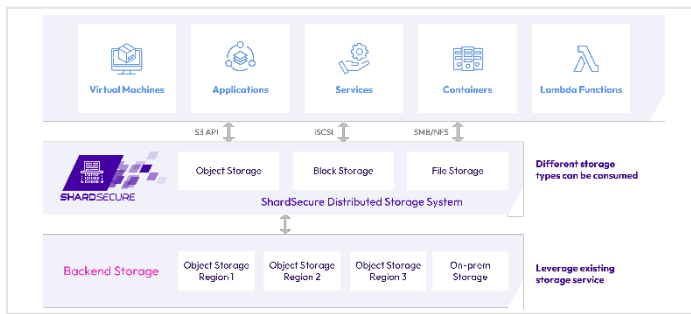 Virtual Machines
Applications
Services
Containers
Lambda Functions
S3 API
iSCSI
SMB/NFS
SHARDSECURE
Object Storage
Block Storage
File Storage
ShardSecure Distributed Storage System
Different storage
types can be consumed
Backend Storage
Object Storage
Region 1
Object Storage
Region 2
Object Storage
Region 3
On-prem
Storage
Leverage existing
storage service